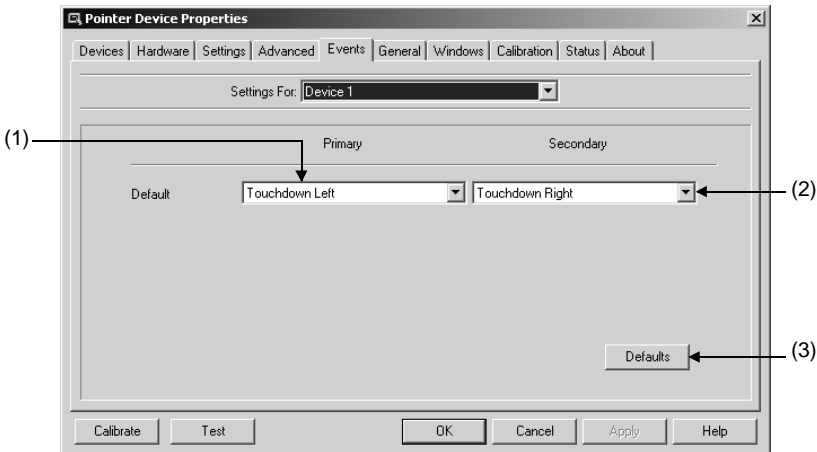 Pointer Device Properties
Devices Hardware Settings Advanced Events General Windows Calibration Status About
Settings For: Device 1
(1)
Primary Secondary
Default Touchdown Left Touchdown Right (2)
Defaults (3)
Calibrate Test OK Cancel Apply Help